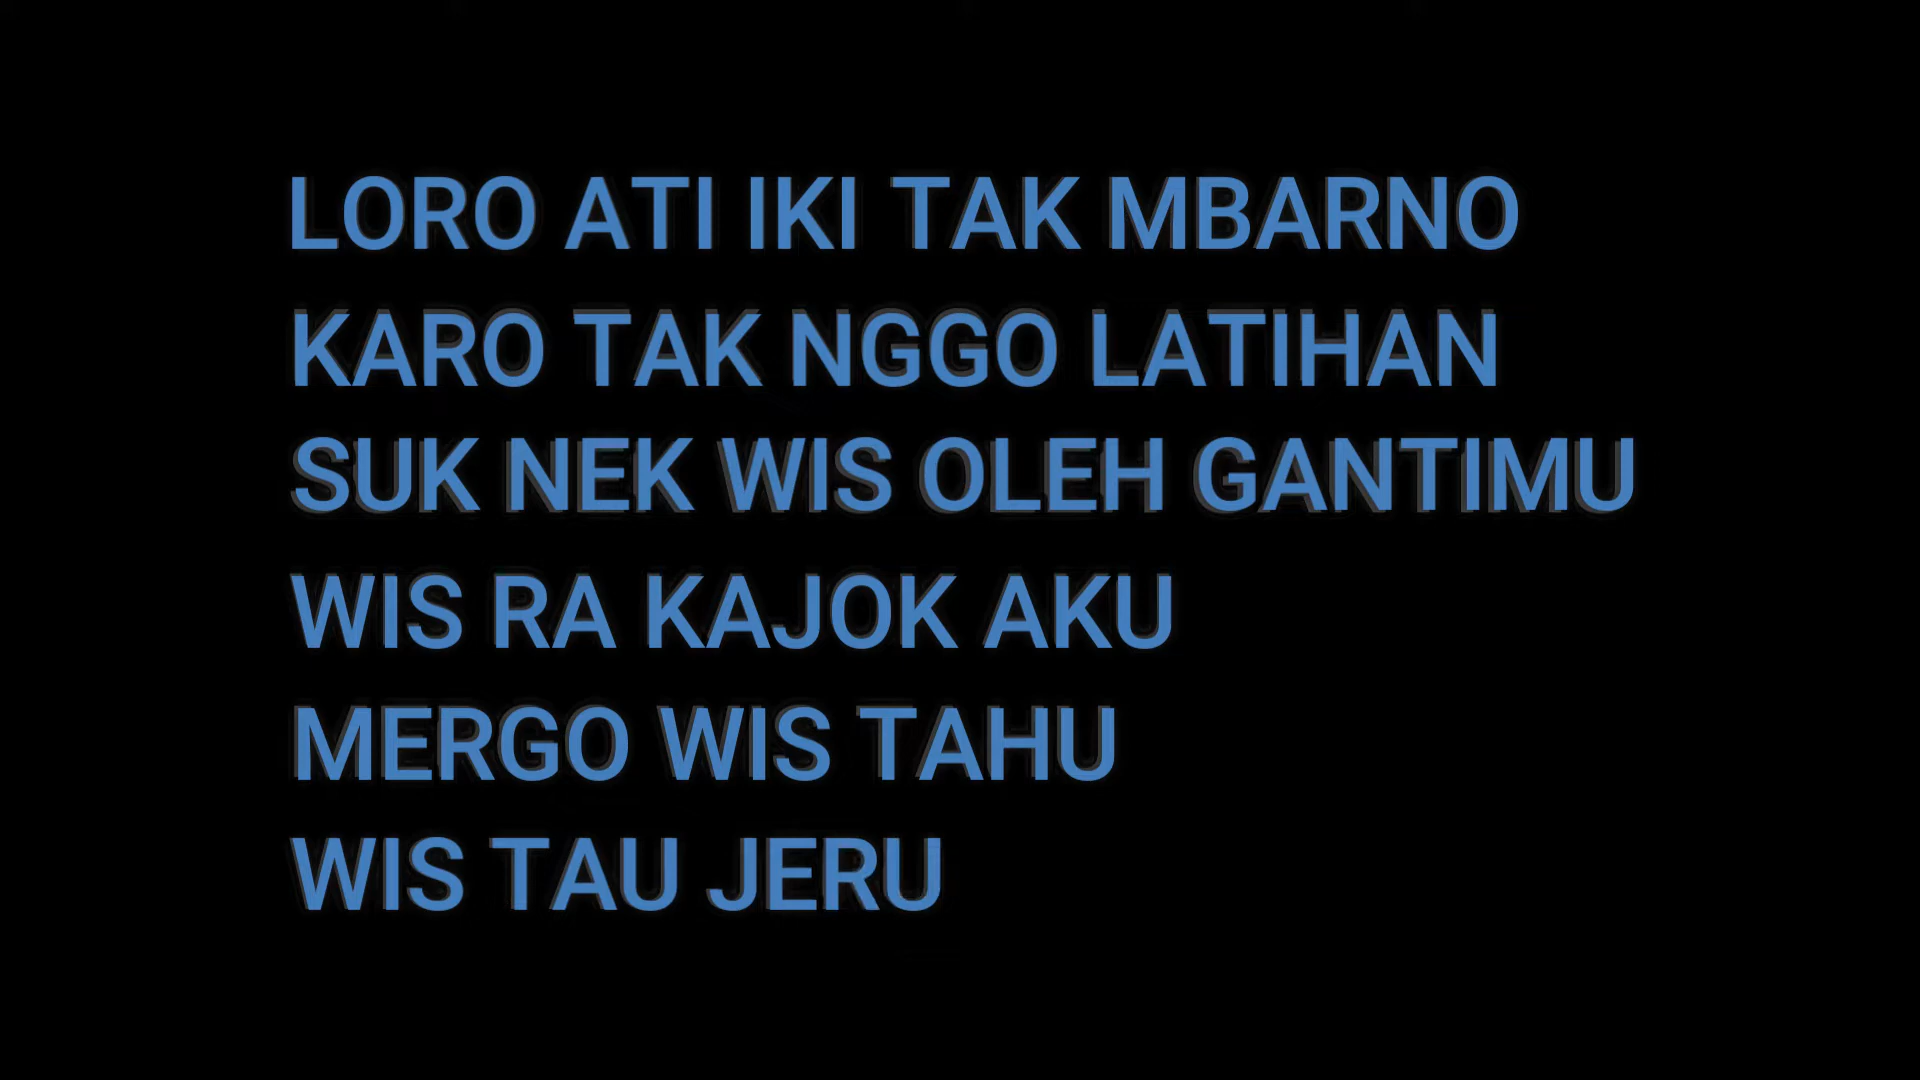 LORO ATI IKI TAK MBARNO
KARO TAK NGGO LATIHAN
SUK NEK WIS OLEH GANTIMU
WIS RA KAJOK AKU
MERGO WIS TAHU
WIS TAU JERU